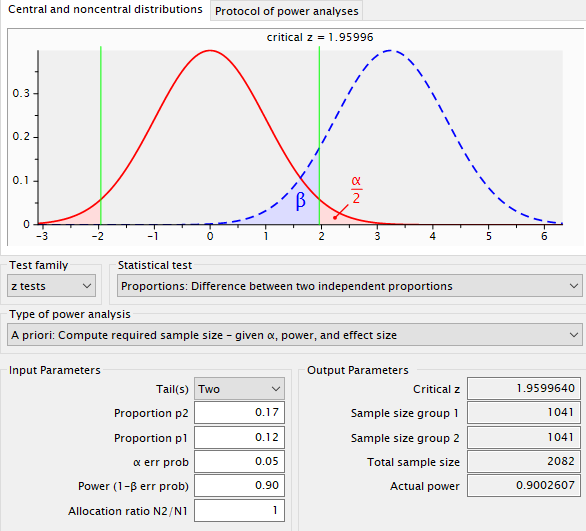 Central and noncentral distributions
Protocol of power analyses
critical z = 1.95996
0.3
0.2
α
2
0.1
β
0
-3 -2 -1 0 1 2 3 4 5 6
Test family
Statistical test
z tests
Proportions: Difference between two independent proportions
Type of power analysis
A priori: Compute required sample size - given α, power, and effect size
Input Parameters
Output Parameters
Tail(s) Two
Critical z 1.9599640
Proportion p2 0.17
Sample size group 1 1041
Proportion p1 0.12
Sample size group 2 1041
α err prob 0.05
Total sample size 2082
Power (1-β err prob) 0.90
Actual power 0.9002607
Allocation ratio N2/N1 1